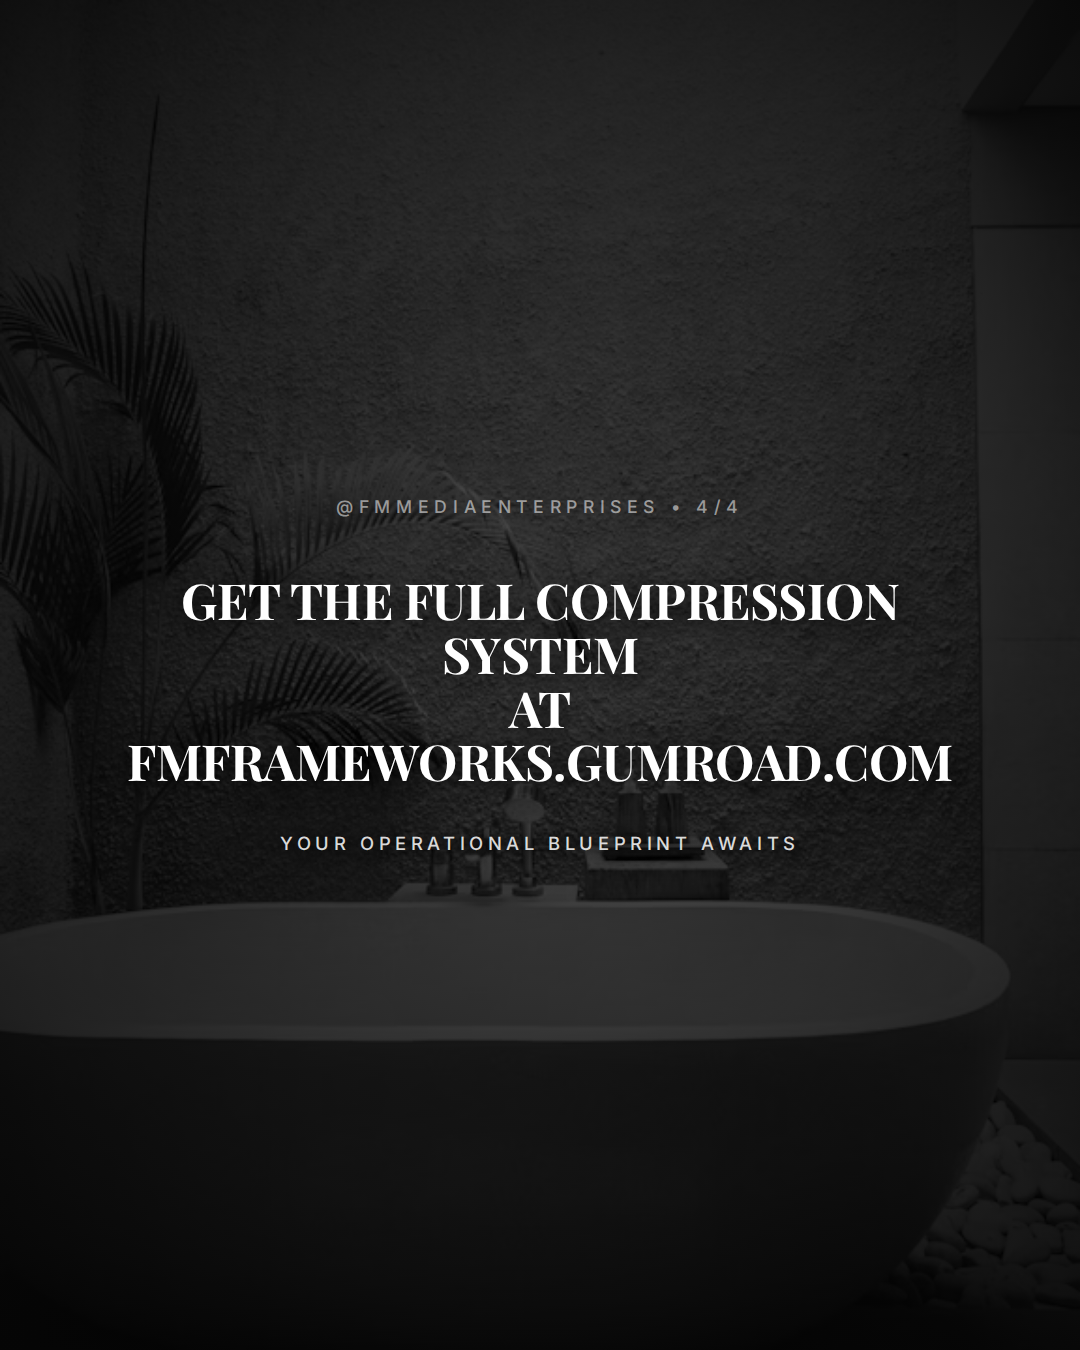 @FMMEDIAENTERPRISES • 4/4
GET THE FULL COMPRESSION
SYSTEM
AT
FMFRAMEWORKS.GUMROAD.COM
YOUR OPERATIONAL BLUEPRINT AWAITS